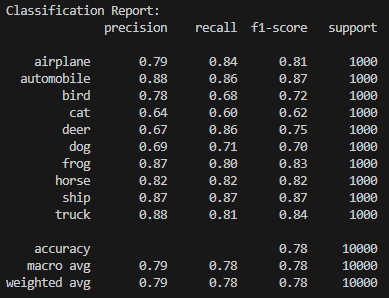 Classification Report:
precision recall f1-score support
airplane 0.79 0.84 0.81 1000
automobile 0.88 0.86 0.87 1000
bird 0.78 0.68 0.72 1000
cat 0.64 0.60 0.62 1000
deer 0.67 0.86 0.75 1000
dog 0.69 0.71 0.70 1000
frog 0.87 0.80 0.83 1000
horse 0.82 0.82 0.82 1000
ship 0.87 0.87 0.87 1000
truck 0.88 0.81 0.84 1000
accuracy 0.78 10000
macro avg 0.79 0.78 0.78 10000
weighted avg 0.79 0.78 0.78 10000